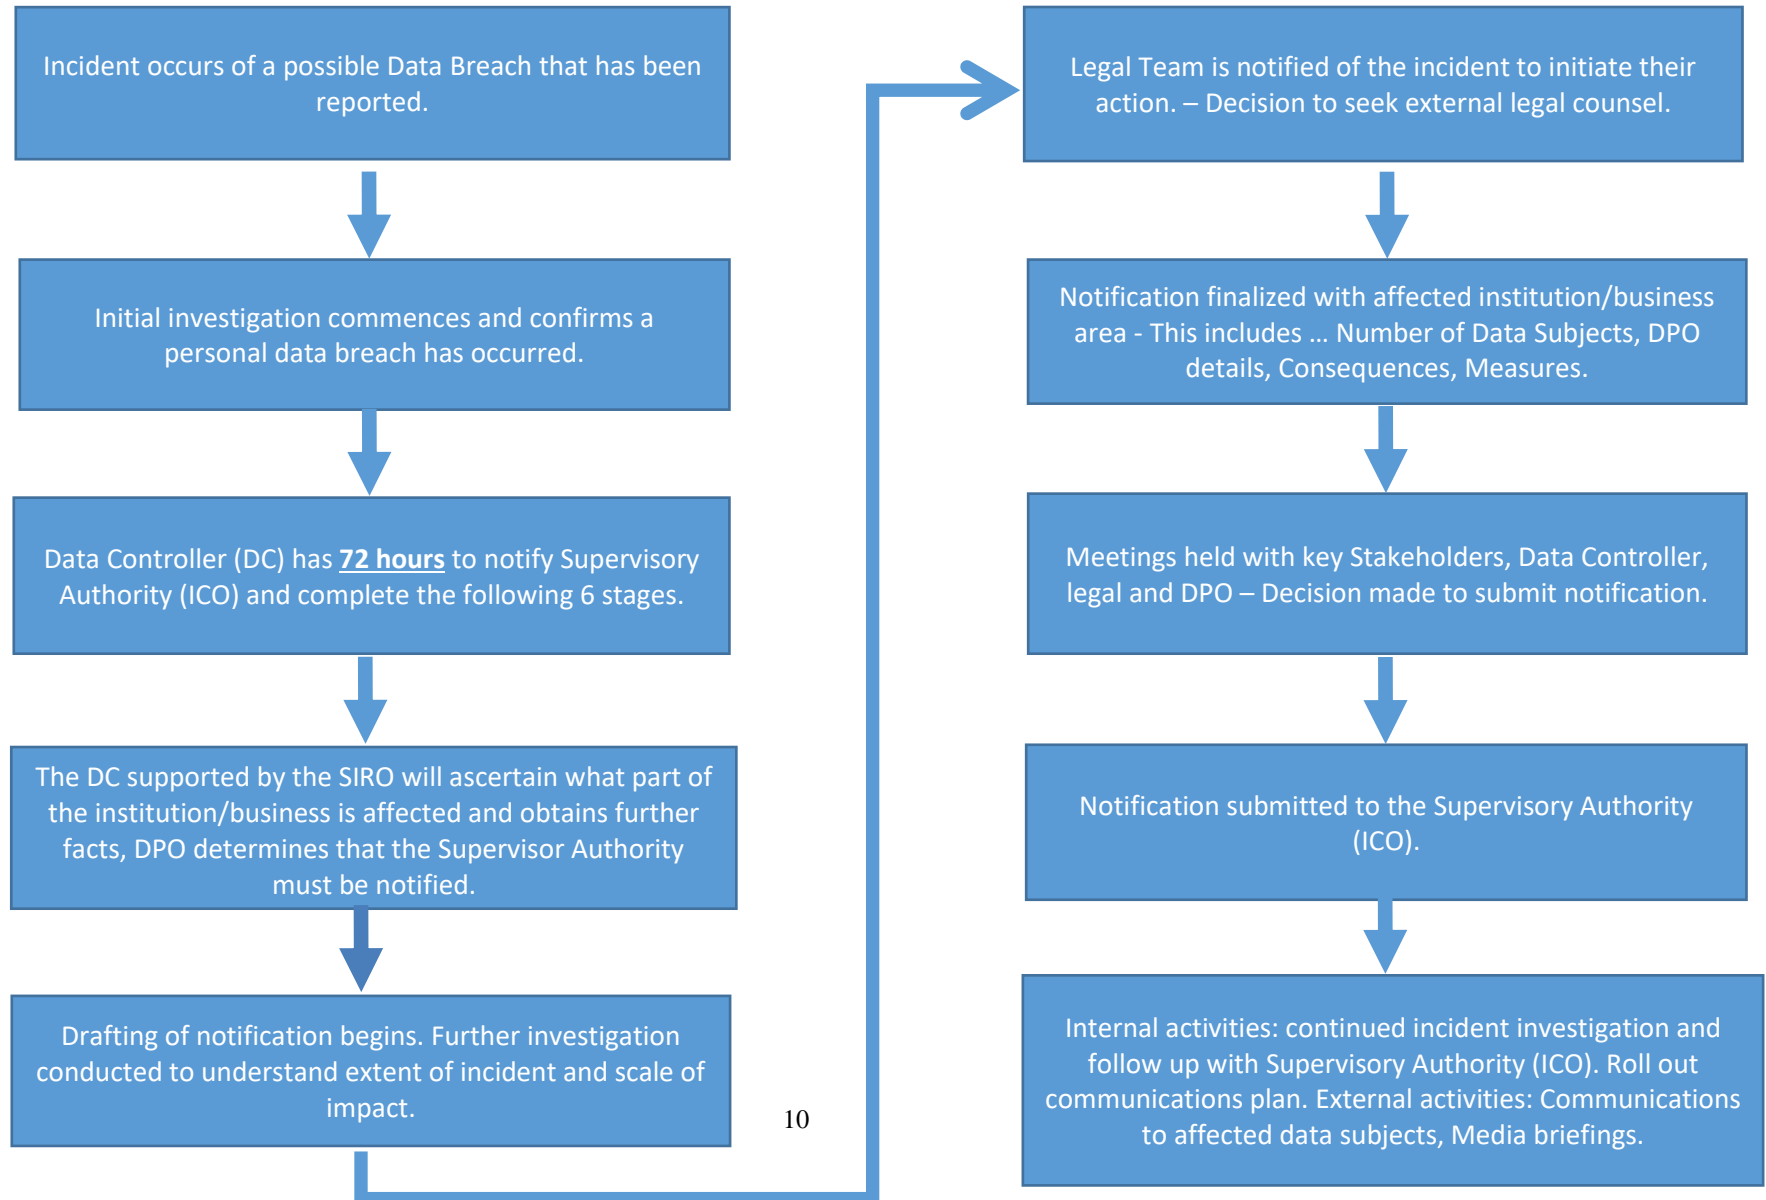 Incident occurs of a possible Data Breach that has been
reported.
Initial investigation commences and confirms a
personal data breach has occurred.
Data Controller (DC) has 72 hours to notify Supervisory
Authority (ICO) and complete the following 6 stages.
The DC supported by the SIRO will ascertain what part of
the institution/business is affected and obtains further
facts, DPO determines that the Supervisor Authority
must be notified.
Drafting of notification begins. Further investigation
conducted to understand extent of incident and scale of
impact.
Legal Team is notified of the incident to initiate their
action. – Decision to seek external legal counsel.
Notification finalized with affected institution/business
area - This includes … Number of Data Subjects, DPO
details, Consequences, Measures.
Meetings held with key Stakeholders, Data Controller,
legal and DPO – Decision made to submit notification.
Notification submitted to the Supervisory Authority
(ICO).
Internal activities: continued incident investigation and
follow up with Supervisory Authority (ICO). Roll out
communications plan. External activities: Communications
to affected data subjects, Media briefings.
10